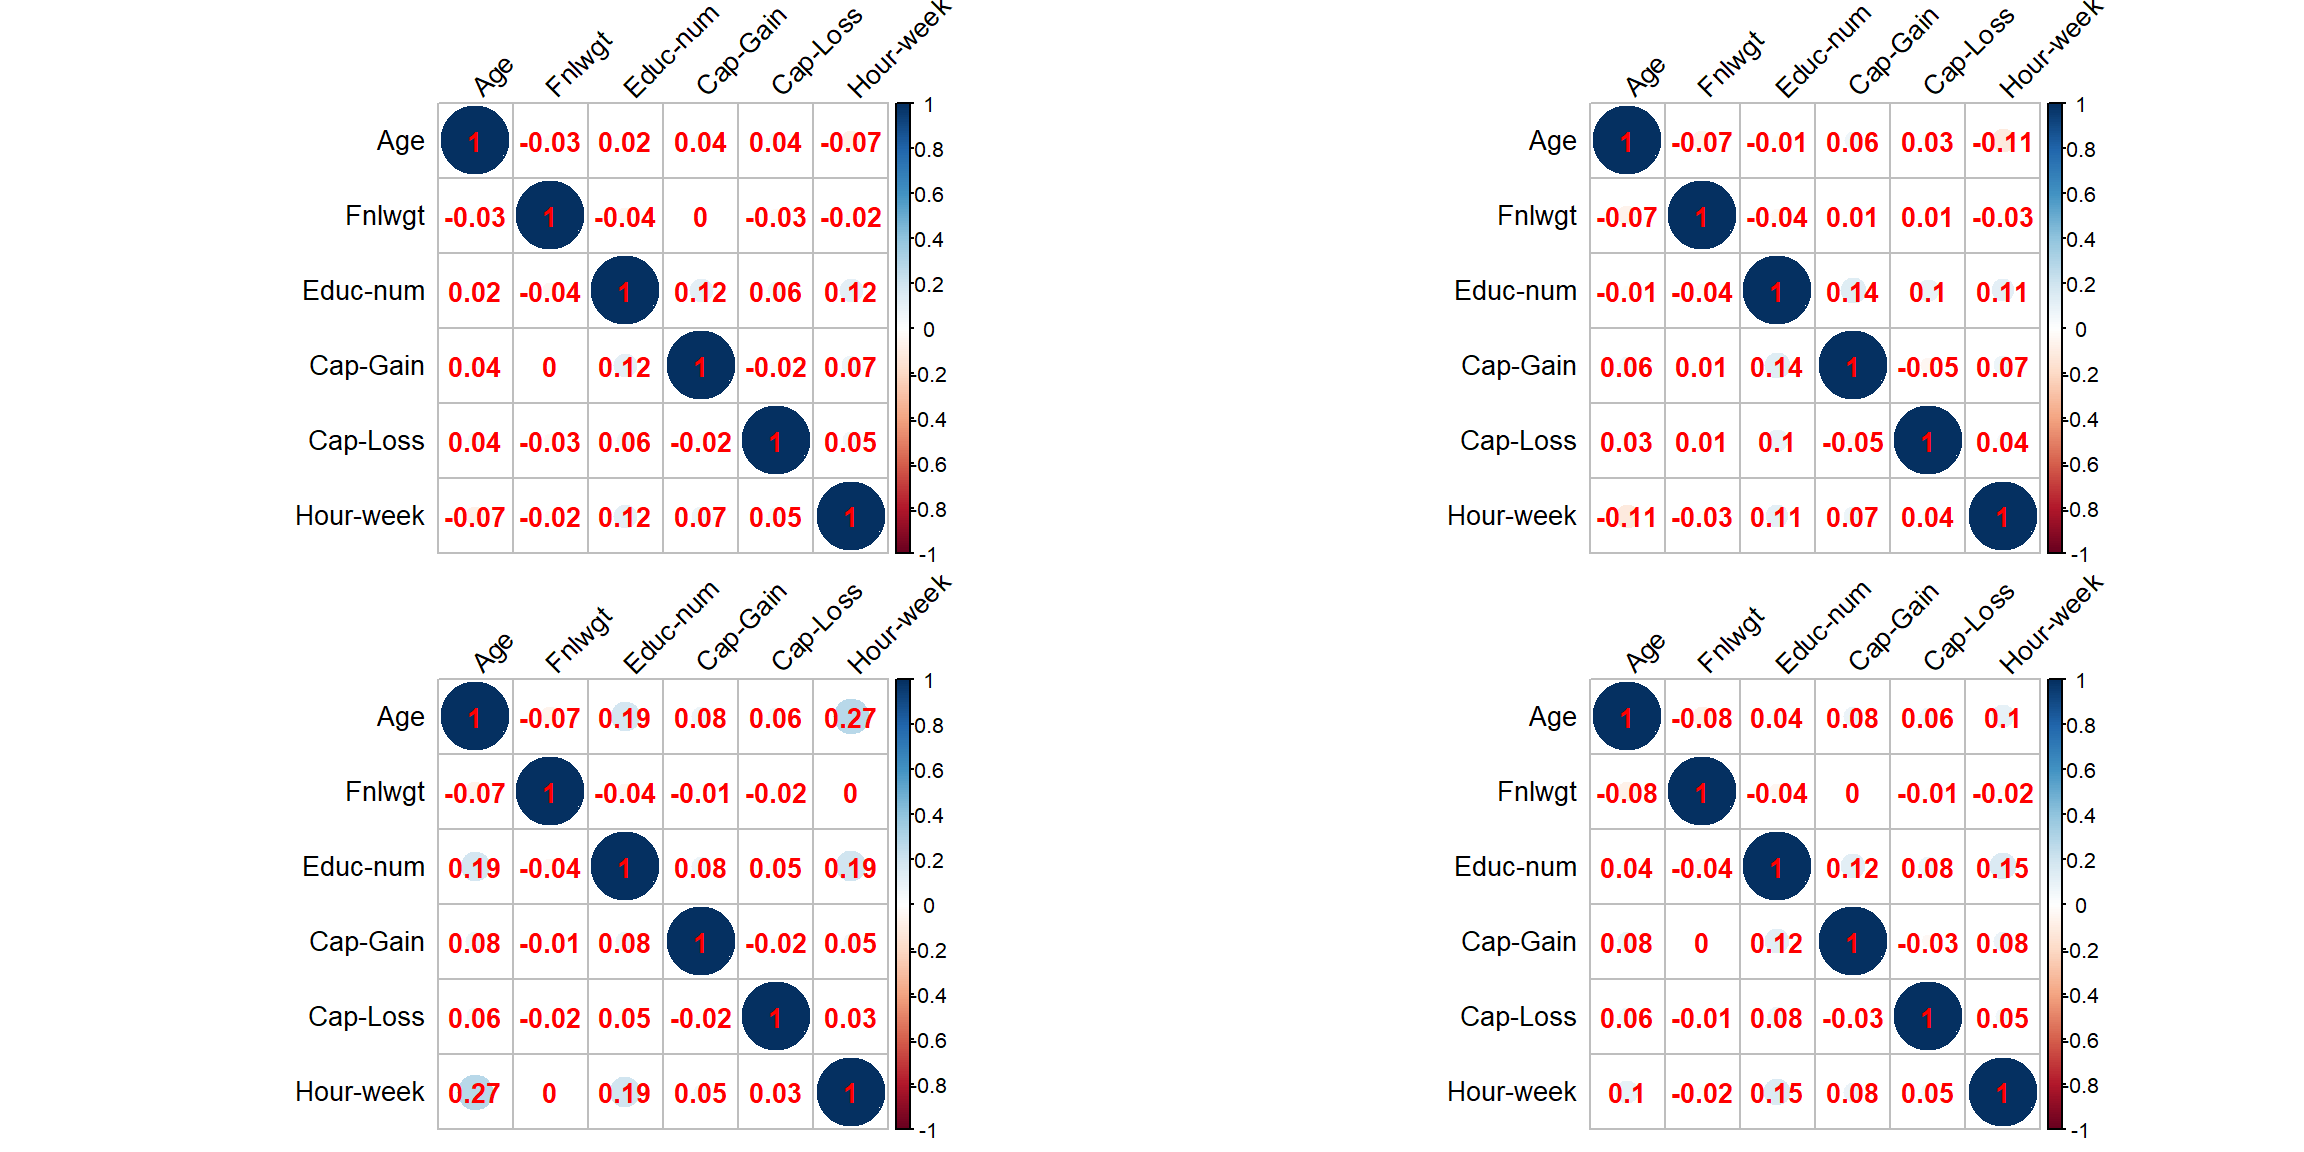 Age Fnlwgt Educ-num Cap-Gain Cap-Loss Hour-week
Age 1 -0.03 0.02 0.04 0.04 -0.07
Fnlwgt -0.03 1 -0.04 0 -0.03 -0.02
Educ-num 0.02 -0.04 1 0.12 0.06 0.12
Cap-Gain 0.04 0 0.12 1 -0.02 0.07
Cap-Loss 0.04 -0.03 0.06 -0.02 1 0.05
Hour-week -0.07 -0.02 0.12 0.07 0.05 1
1
0.8
0.6
0.4
0.2
0
-0.2
-0.4
-0.6
-0.8
-1
Age Fnlwgt Educ-num Cap-Gain Cap-Loss Hour-week
Age 1 -0.07 -0.01 0.06 0.03 -0.11
Fnlwgt -0.07 1 -0.04 0.01 0.01 -0.03
Educ-num -0.01 -0.04 1 0.14 0.1 0.11
Cap-Gain 0.06 0.01 0.14 1 -0.05 0.07
Cap-Loss 0.03 0.01 0.1 -0.05 1 0.04
Hour-week -0.11 -0.03 0.11 0.07 0.04 1
1
0.8
0.6
0.4
0.2
0
-0.2
-0.4
-0.6
-0.8
-1
Age Fnlwgt Educ-num Cap-Gain Cap-Loss Hour-week
Age 1 -0.07 0.19 0.08 0.06 0.27
Fnlwgt -0.07 1 -0.04 -0.01 -0.02 0
Educ-num 0.19 -0.04 1 0.08 0.05 0.19
Cap-Gain 0.08 -0.01 0.08 1 -0.02 0.05
Cap-Loss 0.06 -0.02 0.05 -0.02 1 0.03
Hour-week 0.27 0 0.19 0.05 0.03 1
1
0.8
0.6
0.4
0.2
0
-0.2
-0.4
-0.6
-0.8
-1
Age Fnlwgt Educ-num Cap-Gain Cap-Loss Hour-week
Age 1 -0.08 0.04 0.08 0.06 0.1
Fnlwgt -0.08 1 -0.04 0 -0.01 -0.02
Educ-num 0.04 -0.04 1 0.12 0.08 0.15
Cap-Gain 0.08 0 0.12 1 -0.03 0.08
Cap-Loss 0.06 -0.01 0.08 -0.03 1 0.05
Hour-week 0.1 -0.02 0.15 0.08 0.05 1
1
0.8
0.6
0.4
0.2
0
-0.2
-0.4
-0.6
-0.8
-1